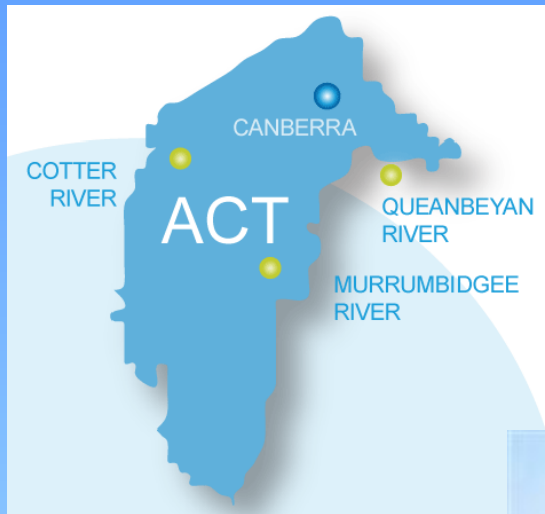 CANBERRA
COTTER
RIVER
ACT
QUEANBEYAN
RIVER
MURRUMBIDGEE
RIVER